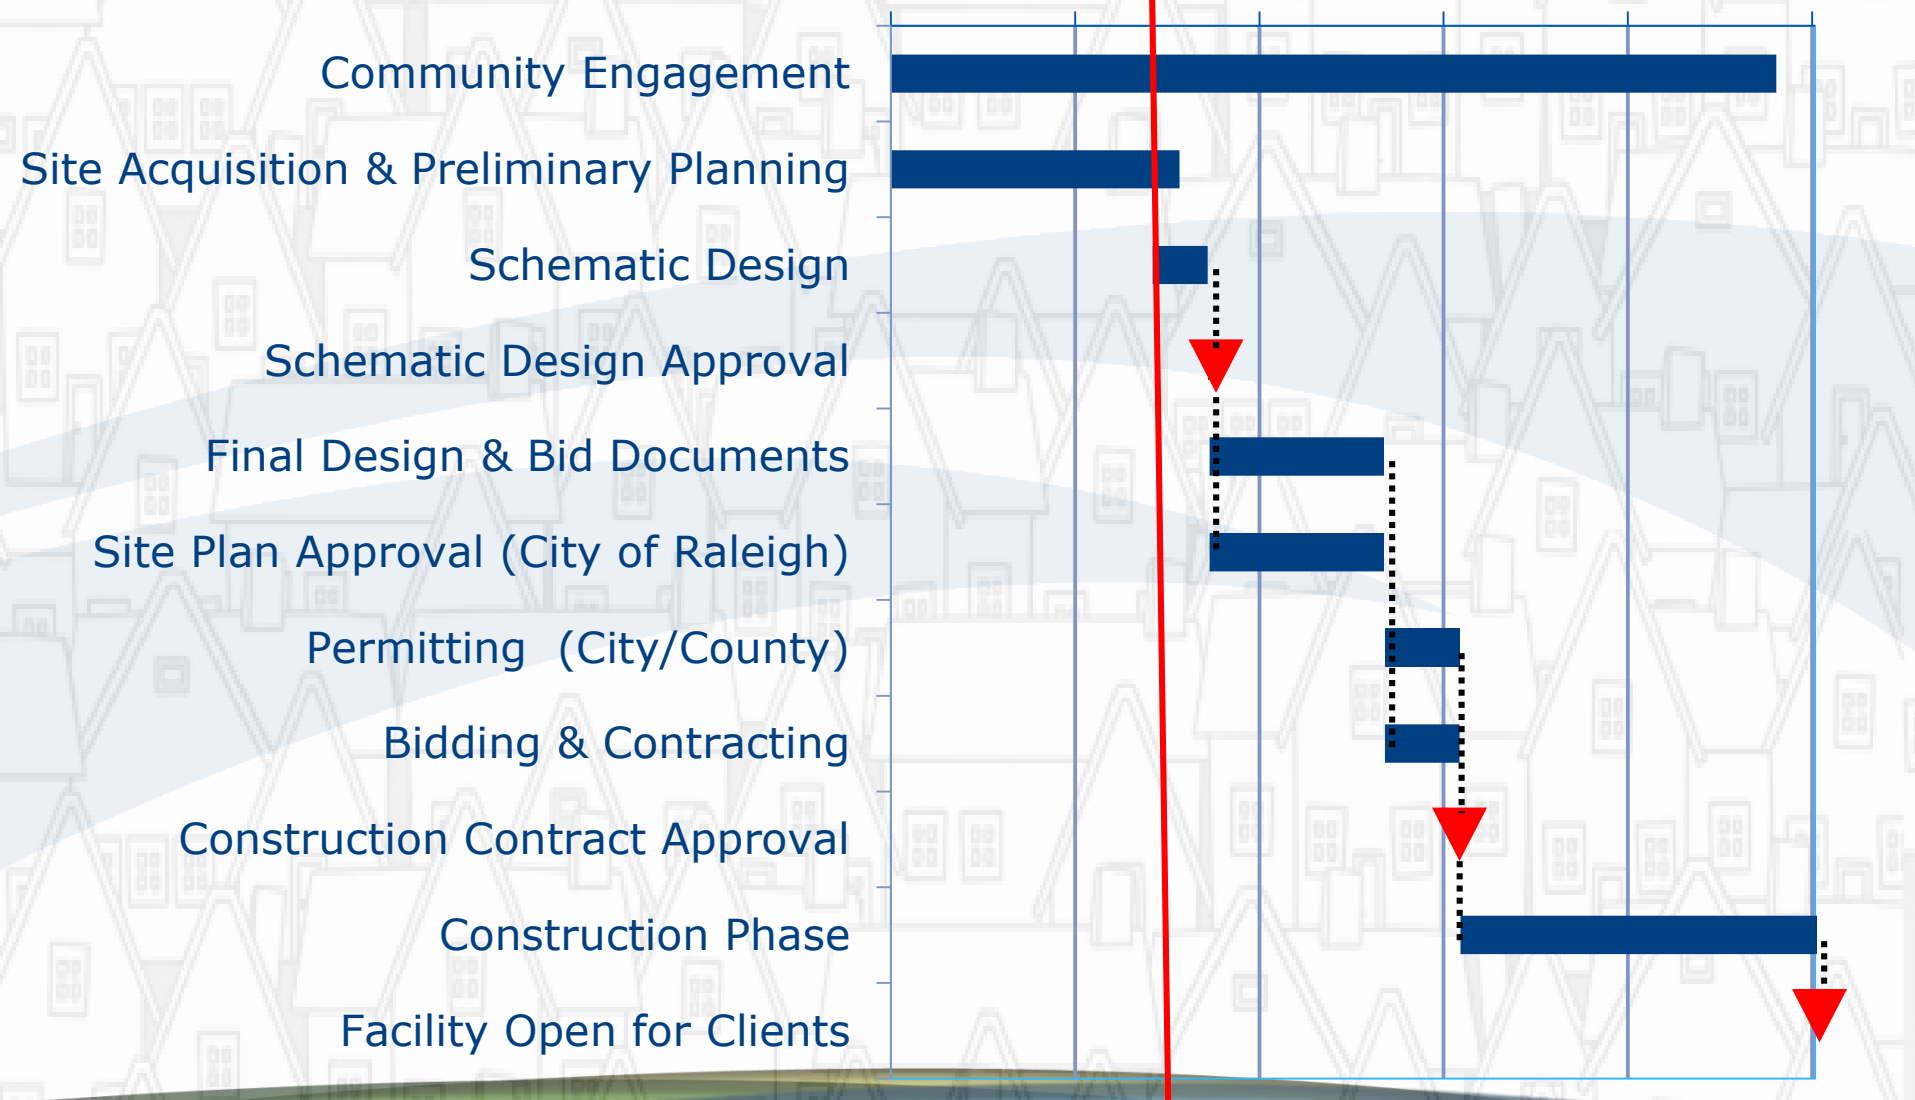 Community Engagement
Site Acquisition & Preliminary Planning
Schematic Design
Schematic Design Approval
Final Design & Bid Documents
Site Plan Approval (City of Raleigh)
Permitting  (City/County)
Bidding & Contracting
Construction Contract Approval
Construction Phase
Facility Open for Clients